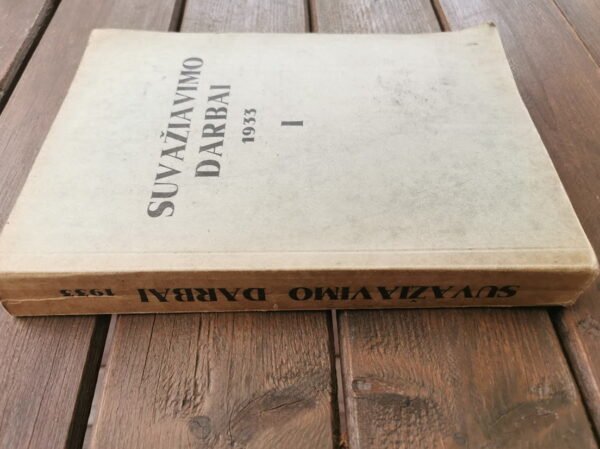 SUVAŽIAVIMO
DARBAI
1933
I
SUVAŽIAVIMO DARBAI 1933